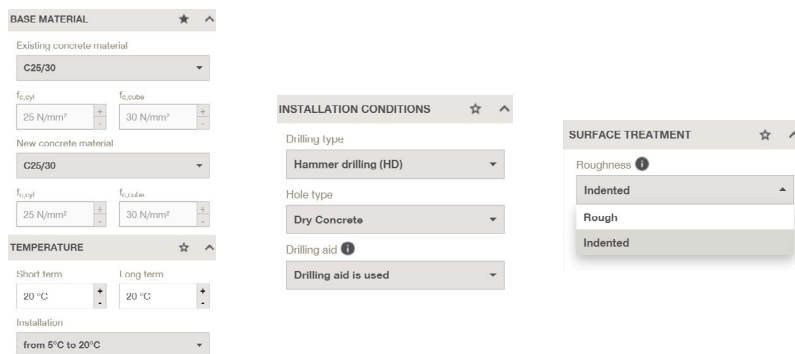 BASE MATERIAL
Existing concrete material
C25/30
fc,cyl fc,cube
25 N/mm² 30 N/mm²
New concrete material
C25/30
fc,cyl fc,cube
25 N/mm² 30 N/mm²
TEMPERATURE
Short term Long term
20 °C 20 °C
Installation
from 5°C to 20°C
INSTALLATION CONDITIONS
Drilling type
Hammer drilling (HD)
Hole type
Dry Concrete
Drilling aid
Drilling aid is used
SURFACE TREATMENT
Roughness
Indented
Rough
Indented